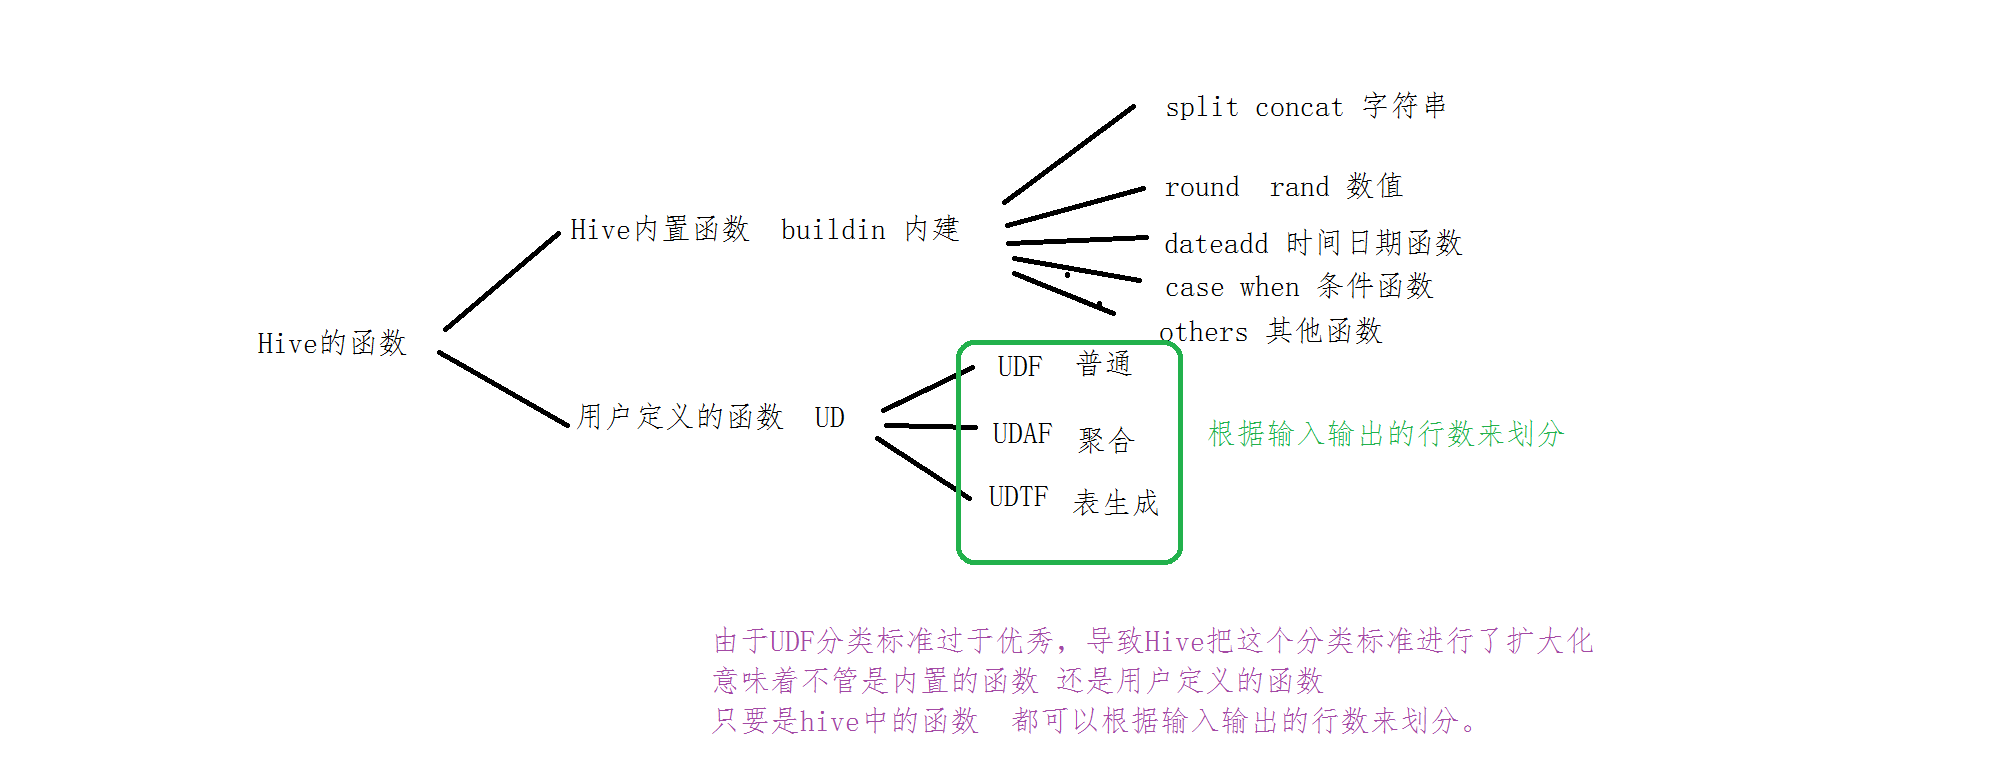 split concat 字符串
round rand 数值
Hive内置函数 buildin 内建
dateadd 时间日期函数
case when 条件函数
others 其他函数
Hive的函数
UDF 普通
用户定义的函数 UD
UDAF 聚合
根据输入输出的行数来划分
UDTF 表生成
由于UDF分类标准过于优秀，导致Hive把这个分类标准进行了扩大化
意味着不管是内置的函数 还是用户定义的函数
只要是hive中的函数 都可以根据输入输出的行数来划分。